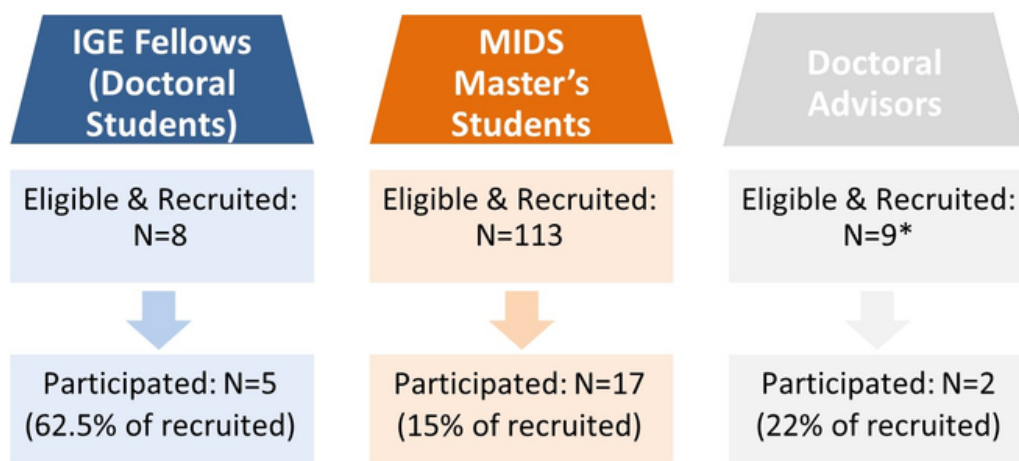 IGE Fellows
(Doctoral
Students)
Eligible & Recruited:
N=8
Participated: N=5
(62.5% of recruited)
MIDS
Master’s
Students
Eligible & Recruited:
N=113
Participated: N=17
(15% of recruited)
Doctoral
Advisors
Eligible & Recruited:
N=9*
Participated: N=2
(22% of recruited)